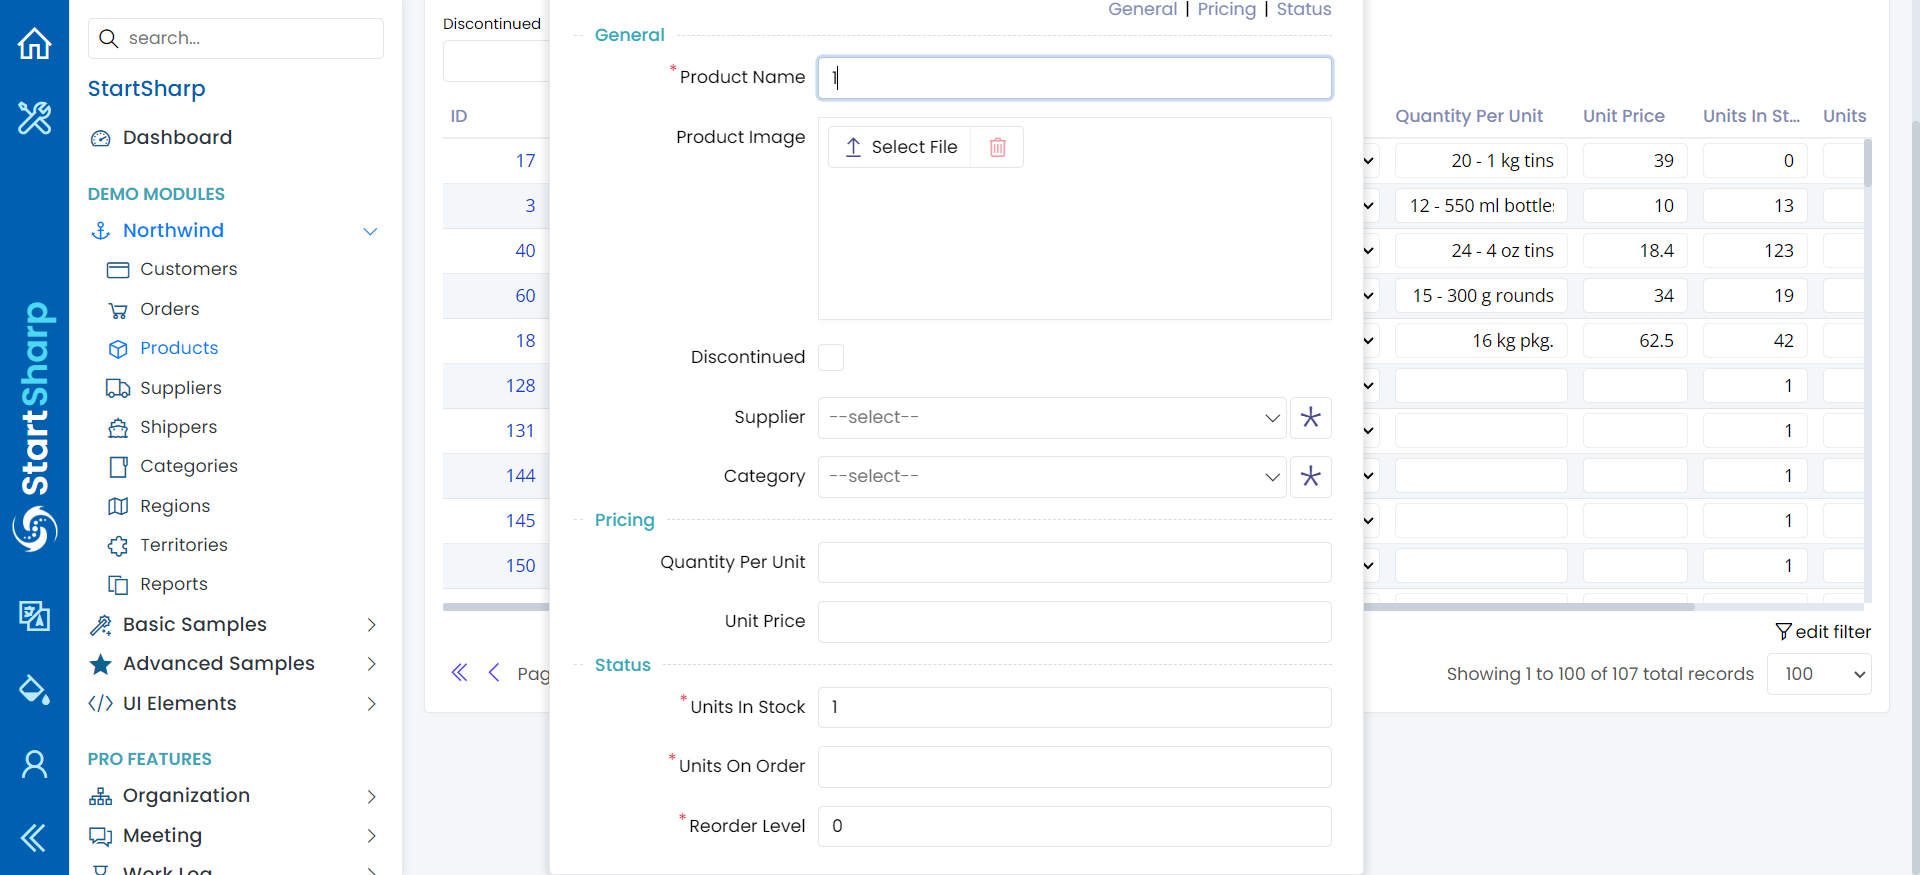 StartSharp
search...
StartSharp
Dashboard
DEMO MODULES
Northwind
Customers
Orders
Products
Suppliers
Shippers
Categories
Regions
Territories
Reports
Basic Samples
Advanced Samples
UI Elements
PRO FEATURES
Organization
Meeting
Work Log
Discontinued
ID
17
3
40
60
18
128
131
144
145
150
Pag
General | Pricing | Status
General
*Product Name 1
Product Image Select File
Discontinued
Supplier --select--
Category --select--
Pricing
Quantity Per Unit
Unit Price
Status
*Units In Stock 1
*Units On Order
*Reorder Level 0
Quantity Per Unit Unit Price Units In St... Units
20 - 1 kg tins 39 0
12 - 550 ml bottles 10 13
24 - 4 oz tins 18.4 123
15 - 300 g rounds 34 19
16 kg pkg. 62.5 42
1
1
1
1
1
edit filter
Showing 1 to 100 of 107 total records 100